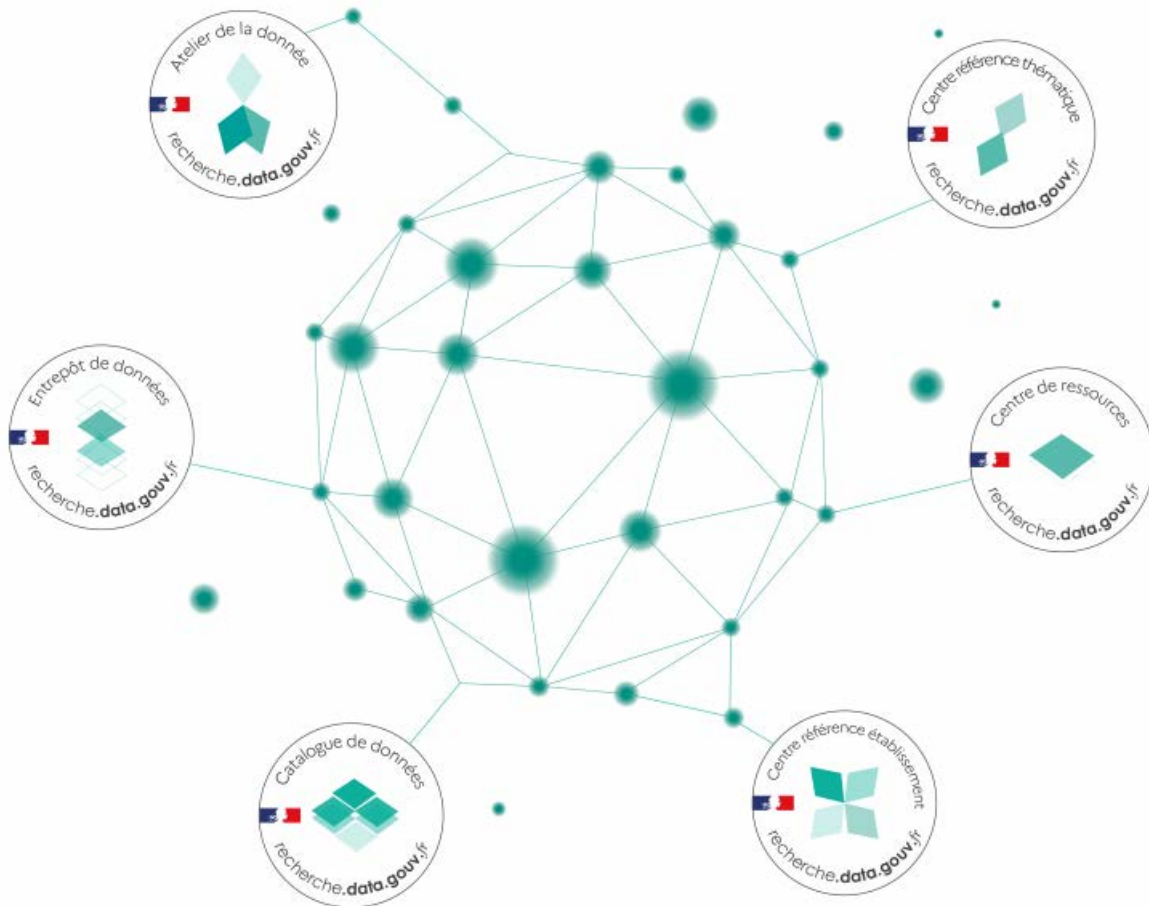 Atelier de la donnée
recherche.data.gouv.fr
Centre référence thématique
recherche.data.gouv.fr
Entrepôt de données
recherche.data.gouv.fr
Centre de ressources
recherche.data.gouv.fr
Catalogue de données
recherche.data.gouv.fr
Centre référence établissement
recherche.data.gouv.fr